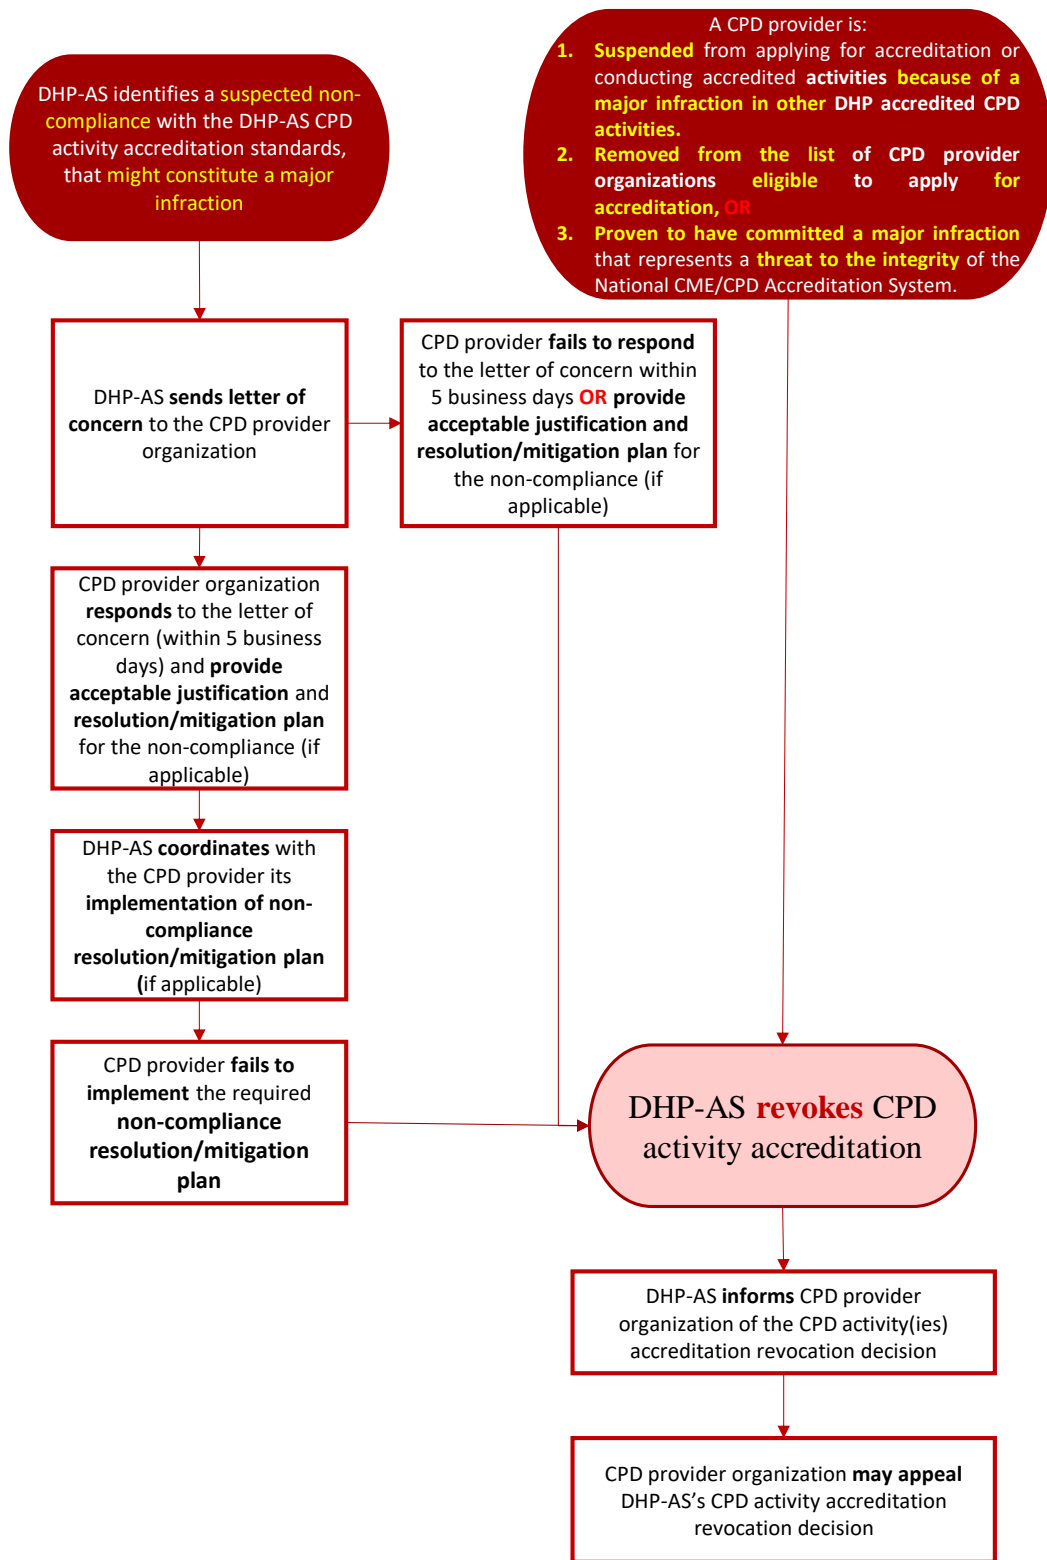 DHP-AS identifies a suspected non-
compliance with the DHP-AS CPD
activity accreditation standards,
that might constitute a major
infraction
A CPD provider is:
1. Suspended from applying for accreditation or
conducting accredited activities because of a
major infraction in other DHP accredited CPD
activities.
2. Removed from the list of CPD provider
organizations eligible to apply for
accreditation, OR
3. Proven to have committed a major infraction
that represents a threat to the integrity of the
National CME/CPD Accreditation System.
DHP-AS sends letter of
concern to the CPD provider
organization
CPD provider fails to respond
to the letter of concern within
5 business days OR provide
acceptable justification and
resolution/mitigation plan for
the non-compliance (if
applicable)
CPD provider organization
responds to the letter of
concern (within 5 business
days) and provide
acceptable justification and
resolution/mitigation plan
for the non-compliance (if
applicable)
DHP-AS coordinates with
the CPD provider its
implementation of non-
compliance
resolution/mitigation plan
(if applicable)
CPD provider fails to
implement the required
non-compliance
resolution/mitigation
plan
DHP-AS revokes CPD
activity accreditation
DHP-AS informs CPD provider
organization of the CPD activity(ies)
accreditation revocation decision
CPD provider organization may appeal
DHP-AS's CPD activity accreditation
revocation decision